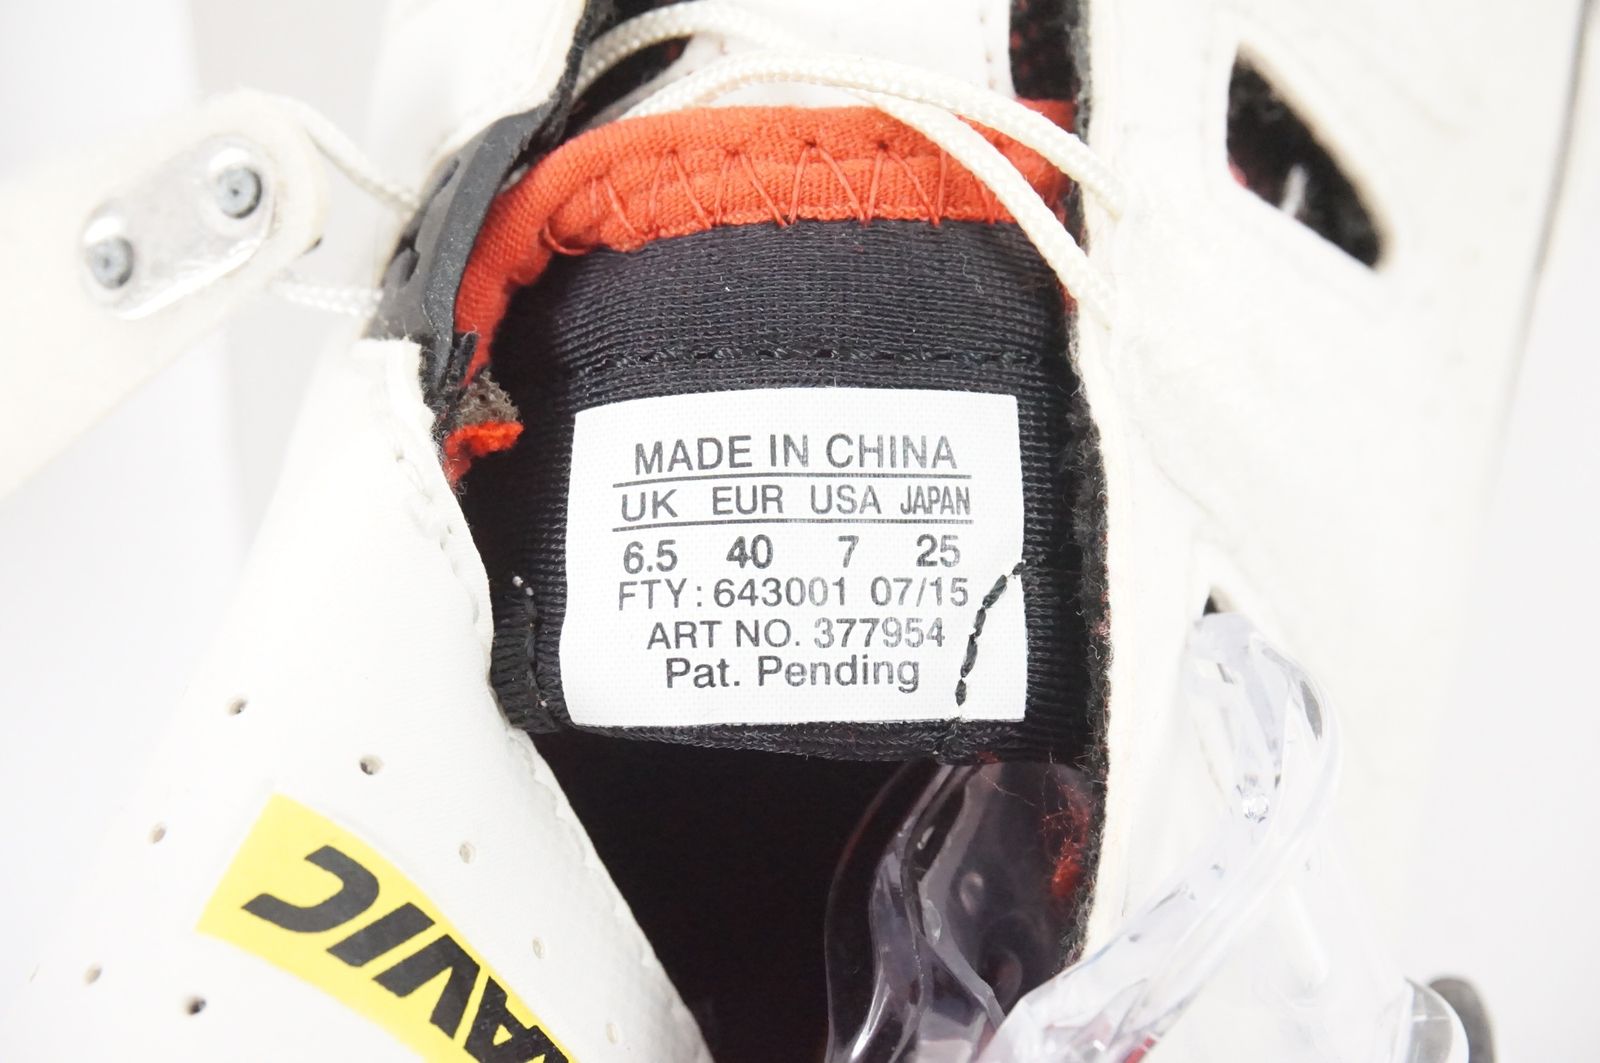 MADE IN CHINA
UK EUR USA JAPAN
6.5 40 7 25
FTY: 643001 07/15
ART NO. 377954
Pat. Pending
AVIC